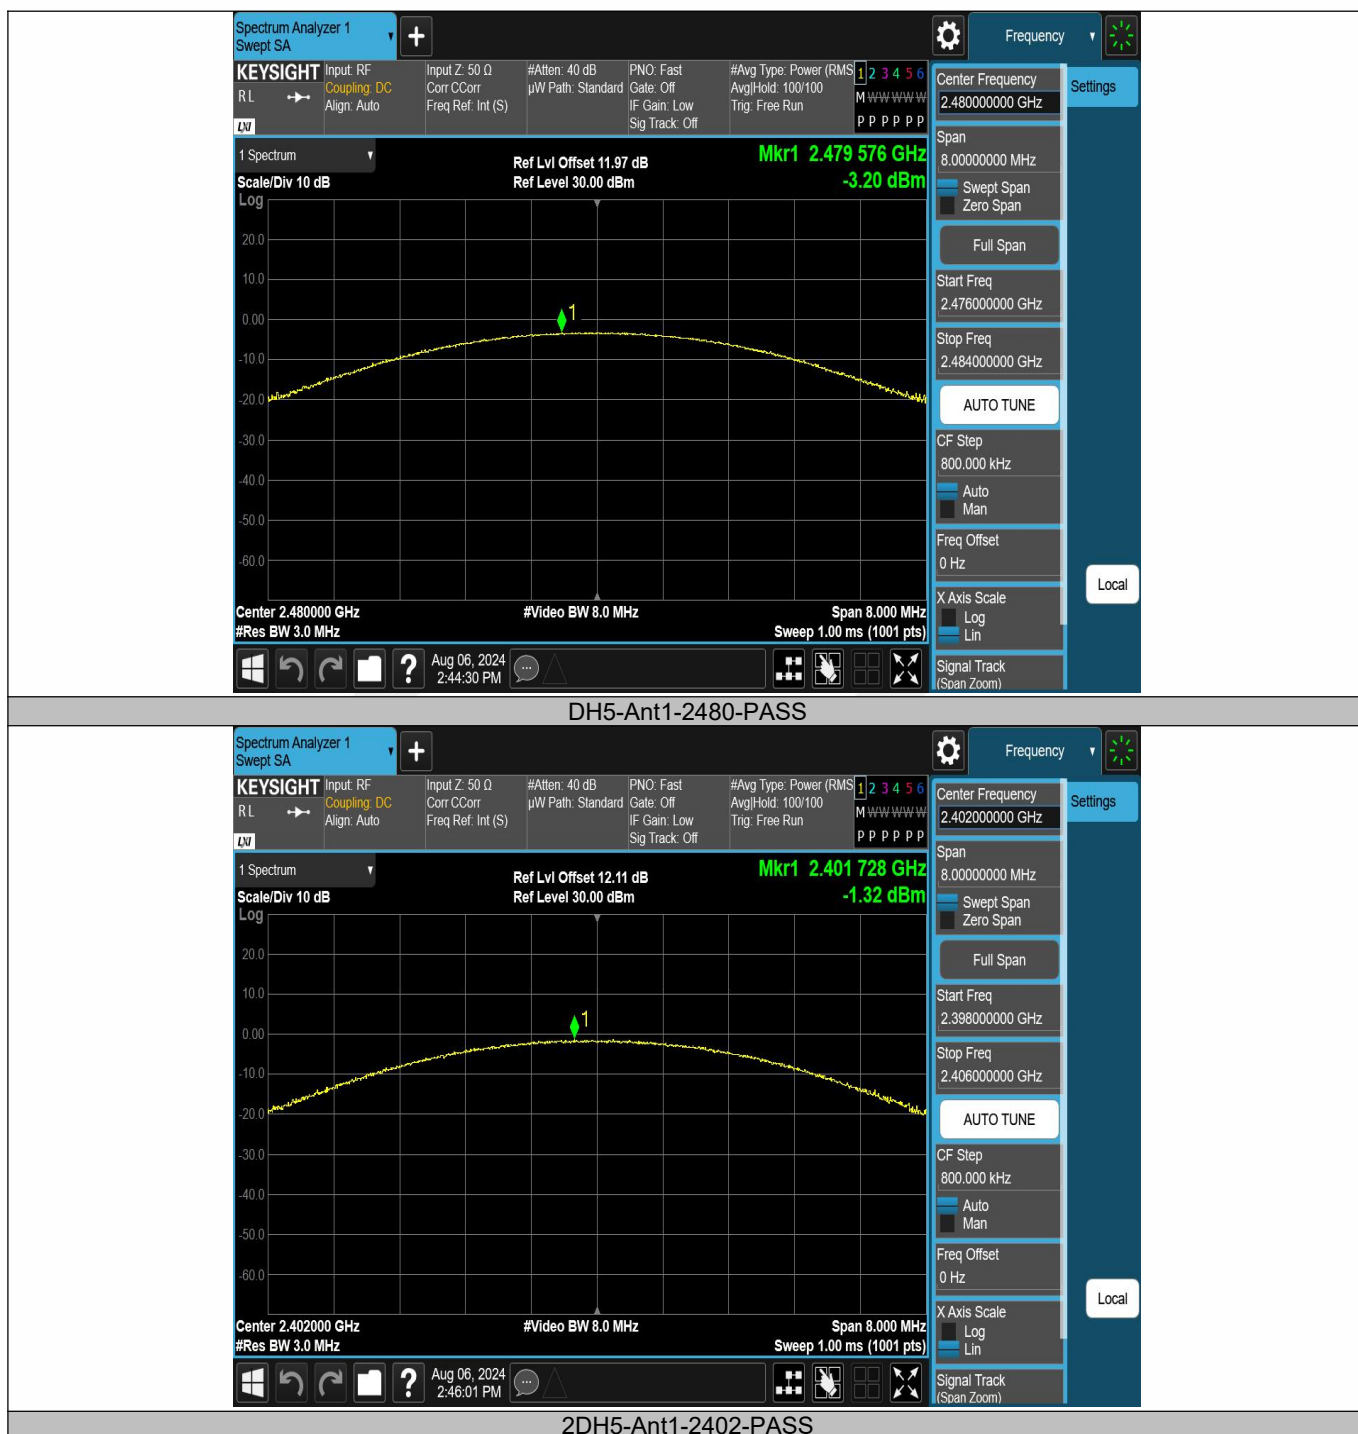 Spectrum Analyzer 1
Swept SA
Frequency
KEYSIGHT
RL
LXI
Input: RF
Coupling: DC
Align: Auto
Input Z: 50 Ω
Corr CCorr
Freq Ref: Int (S)
#Atten: 40 dB
µW Path: Standard
PNO: Fast
Gate: Off
IF Gain: Low
Sig Track: Off
#Avg Type: Power (RMS
Avg|Hold: 100/100
Trig: Free Run
1 2 3 4 5 6
M W W W W W
P P P P P P
Center Frequency
2.480000000 GHz
Settings
Span
8.00000000 MHz
Swept Span
Zero Span
Full Span
Start Freq
2.476000000 GHz
Stop Freq
2.484000000 GHz
AUTO TUNE
CF Step
800.000 kHz
Auto
Man
Freq Offset
0 Hz
X Axis Scale
Log
Lin
Signal Track
(Span Zoom)
Local
1 Spectrum
Scale/Div 10 dB
Log
Ref Lvl Offset 11.97 dB
Ref Level 30.00 dBm
Mkr1 2.479 576 GHz
-3.20 dBm
20.0
10.0
0.00
1
-10.0
-20.0
-30.0
-40.0
-50.0
-60.0
Center 2.480000 GHz
#Video BW 8.0 MHz
Span 8.000 MHz
#Res BW 3.0 MHz
Sweep 1.00 ms (1001 pts)
?
Aug 06, 2024
2:44:30 PM
DH5-Ant1-2480-PASS
Spectrum Analyzer 1
Swept SA
Frequency
KEYSIGHT
RL
LXI
Input: RF
Coupling: DC
Align: Auto
Input Z: 50 Ω
Corr CCorr
Freq Ref: Int (S)
#Atten: 40 dB
µW Path: Standard
PNO: Fast
Gate: Off
IF Gain: Low
Sig Track: Off
#Avg Type: Power (RMS
Avg|Hold: 100/100
Trig: Free Run
1 2 3 4 5 6
M W W W W W
P P P P P P
Center Frequency
2.402000000 GHz
Settings
Span
8.00000000 MHz
Swept Span
Zero Span
Full Span
Start Freq
2.398000000 GHz
Stop Freq
2.406000000 GHz
AUTO TUNE
CF Step
800.000 kHz
Auto
Man
Freq Offset
0 Hz
X Axis Scale
Log
Lin
Signal Track
(Span Zoom)
Local
1 Spectrum
Scale/Div 10 dB
Log
Ref Lvl Offset 12.11 dB
Ref Level 30.00 dBm
Mkr1 2.401 728 GHz
-1.32 dBm
20.0
10.0
0.00
1
-10.0
-20.0
-30.0
-40.0
-50.0
-60.0
Center 2.402000 GHz
#Video BW 8.0 MHz
Span 8.000 MHz
#Res BW 3.0 MHz
Sweep 1.00 ms (1001 pts)
?
Aug 06, 2024
2:46:01 PM
2DH5-Ant1-2402-PASS